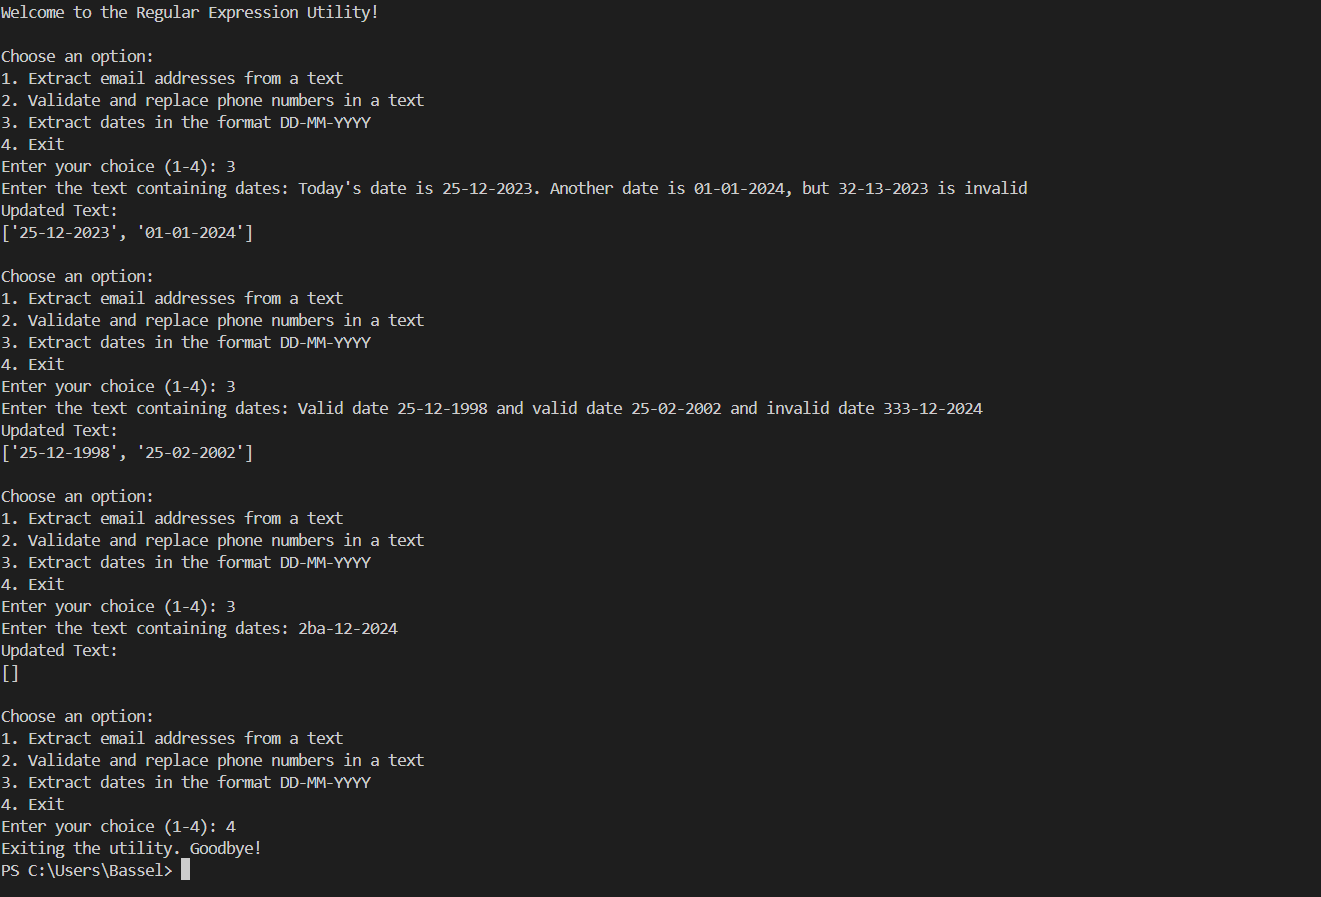 Welcome to the Regular Expression Utility!
Choose an option:
1. Extract email addresses from a text
2. Validate and replace phone numbers in a text
3. Extract dates in the format DD-MM-YYYY
4. Exit
Enter your choice (1-4): 3
Enter the text containing dates: Today's date is 25-12-2023. Another date is 01-01-2024, but 32-13-2023 is invalid
Updated Text:
['25-12-2023', '01-01-2024']
Choose an option:
1. Extract email addresses from a text
2. Validate and replace phone numbers in a text
3. Extract dates in the format DD-MM-YYYY
4. Exit
Enter your choice (1-4): 3
Enter the text containing dates: Valid date 25-12-1998 and valid date 25-02-2002 and invalid date 333-12-2024
Updated Text:
['25-12-1998', '25-02-2002']
Choose an option:
1. Extract email addresses from a text
2. Validate and replace phone numbers in a text
3. Extract dates in the format DD-MM-YYYY
4. Exit
Enter your choice (1-4): 3
Enter the text containing dates: 2ba-12-2024
Updated Text:
[]
Choose an option:
1. Extract email addresses from a text
2. Validate and replace phone numbers in a text
3. Extract dates in the format DD-MM-YYYY
4. Exit
Enter your choice (1-4): 4
Exiting the utility. Goodbye!
PS C:\Users\Bassel>